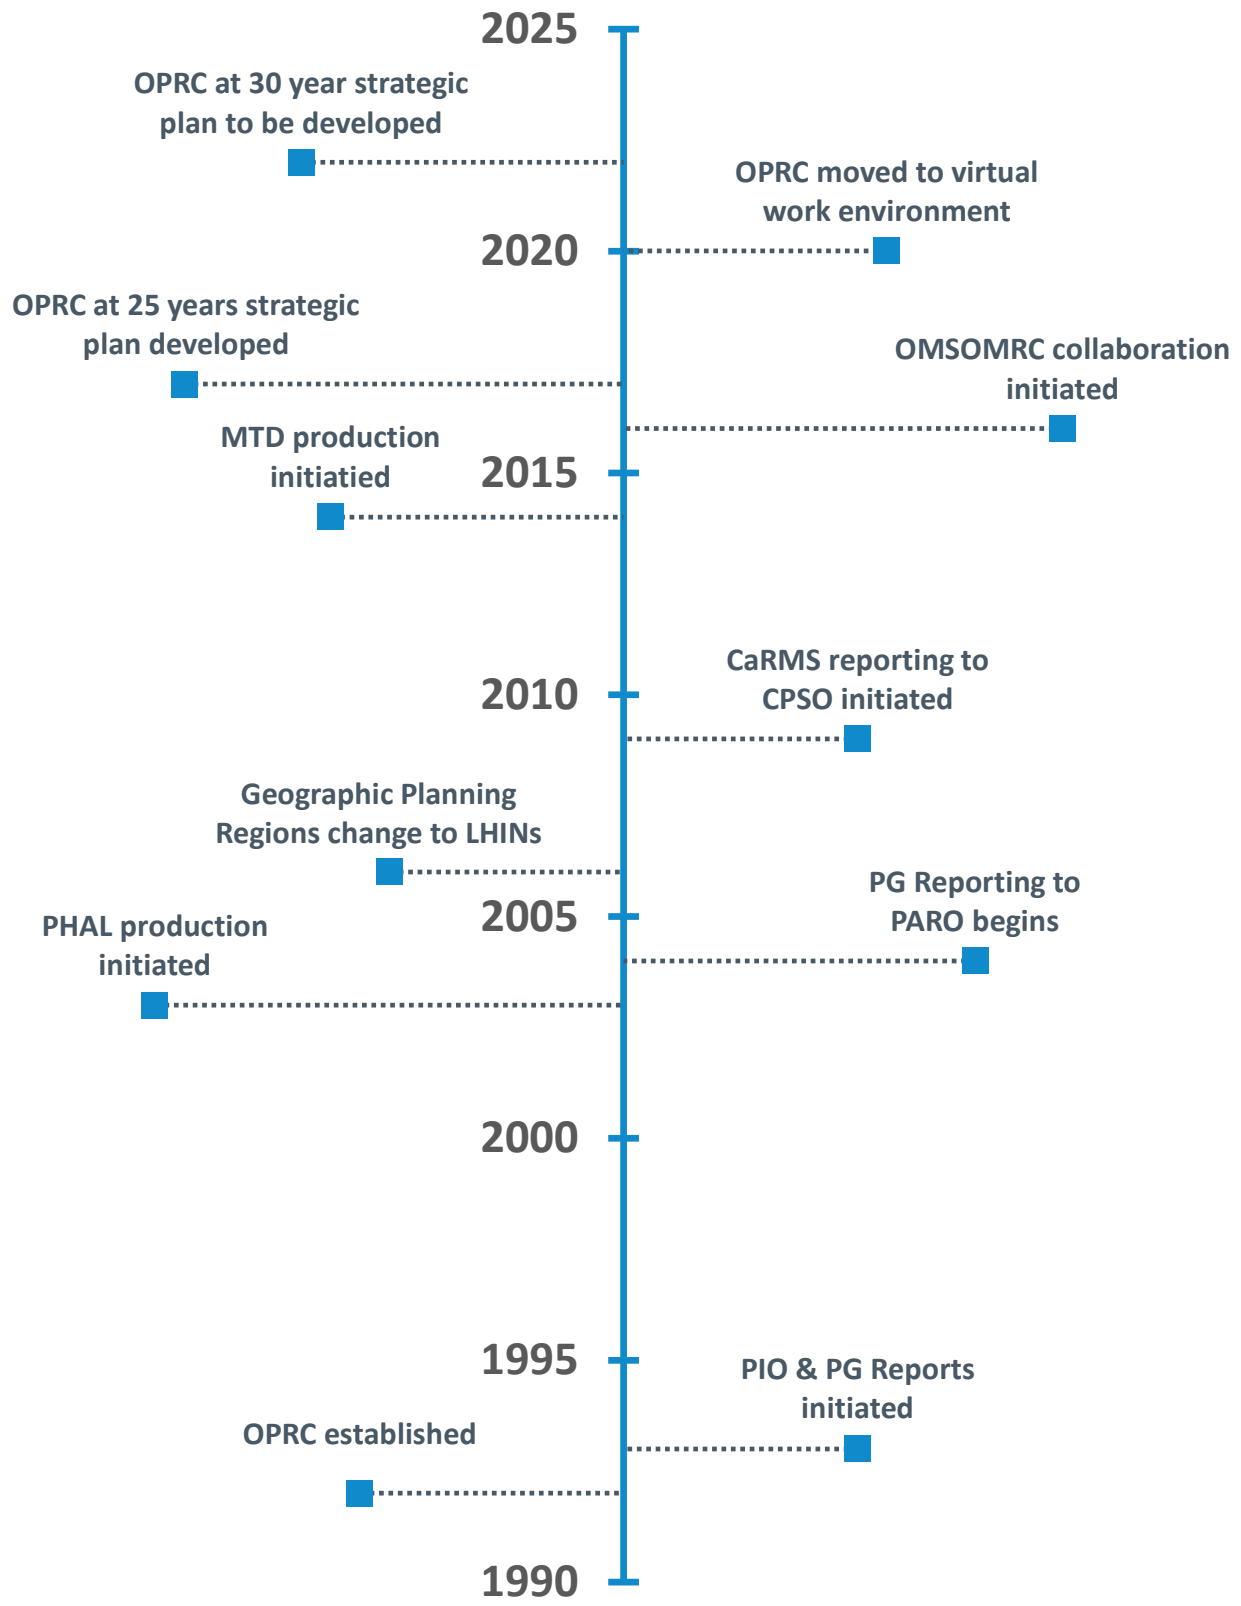 2025
OPRC at 30 year strategic
plan to be developed
OPRC moved to virtual
work environment
2020
OPRC at 25 years strategic
plan developed
OMSOMRC collaboration
initiated
MTD production
initiatied
2015
CaRMS reporting to
CPSO initiated
2010
Geographic Planning
Regions change to LHINs
PG Reporting to
PARO begins
2005
PHAL production
initiated
2000
1995
PIO & PG Reports
initiated
OPRC established
1990